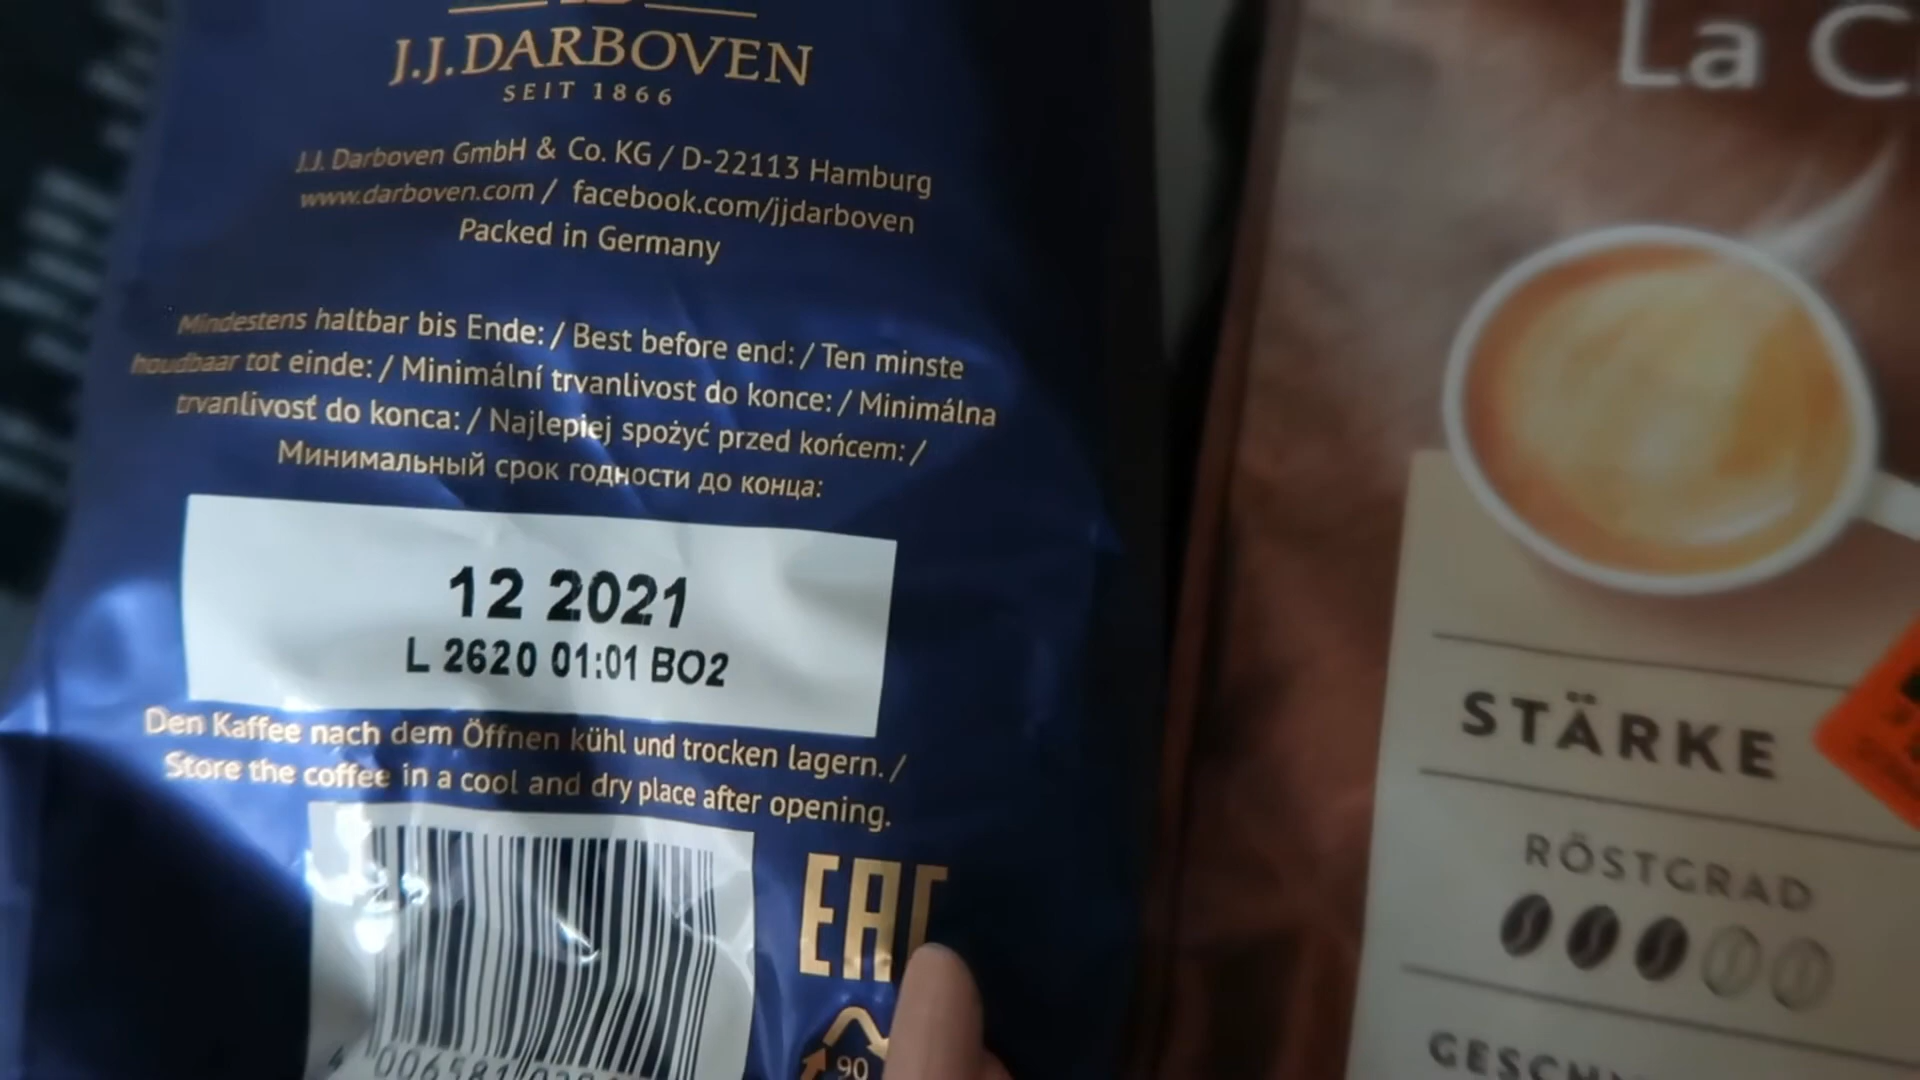 J.J.DARBOVEN
SEIT 1866
J.J. Darboven GmbH & Co. KG / D-22113 Hamburg
www.darboven.com / facebook.com/jjdarboven
Packed in Germany
Mindestens haltbar bis Ende: / Best before end: / Ten minste
houdbaar tot einde: / Minimální trvanlivost do konce: / Minimálna
trvanlivosť do konca: / Najlepiej spożyć przed końcem: /
Минимальный срок годности до конца:
12 2021
L 2620 01:01 BO2
Den Kaffee nach dem Öffnen kühl und trocken lagern. /
Store the coffee in a cool and dry place after opening.
EAC
90
La C
STÄRKE
RÖSTGRAD